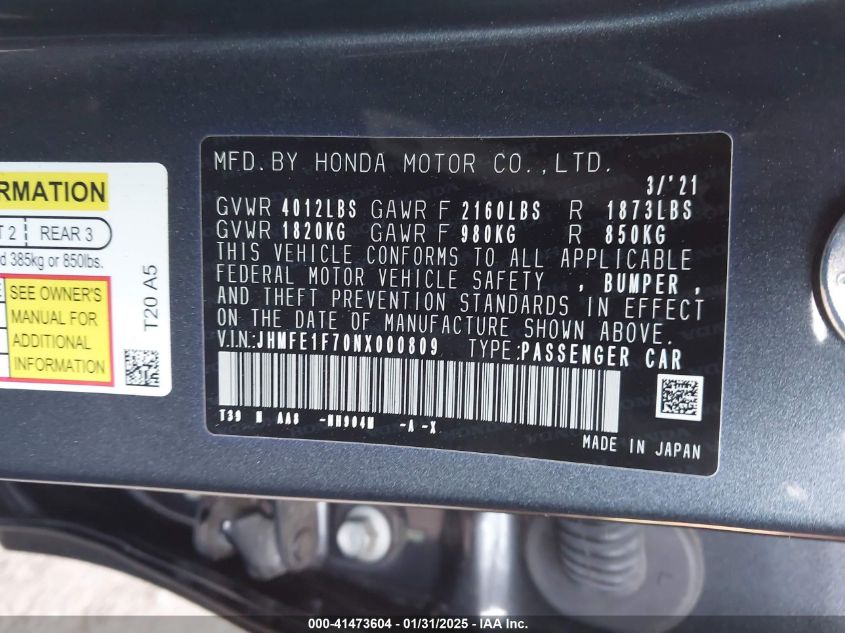 RMATION
T 2 | REAR 3
d 385kg or 850lbs.
SEE OWNER'S
MANUAL FOR
ADDITIONAL
INFORMATION
T20 A5
MFD.BY HONDA MOTOR CO.,LTD.
3/'21
GVWR 4012LBS GAWR F 2160LBS R 1873LBS
GVWR 1820KG GAWR F 980KG R 850KG
THIS VEHICLE CONFORMS TO ALL APPLICABLE
FEDERAL MOTOR VEHICLE SAFETY , BUMPER ,
AND THEFT PREVENTION STANDARDS IN EFFECT
ON THE DATE OF MANUFACTURE SHOWN ABOVE.
V.I.N:JHMFE1F70NX000809 TYPE:PASSENGER CAR
T39 M AA8 -NH904M -A -X
MADE IN JAPAN
000-41473604 / 01/31/2025 - IAA Inc.